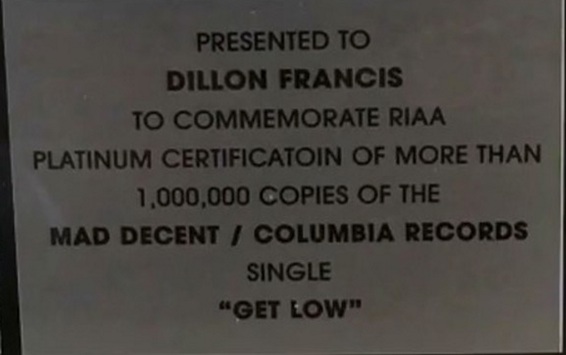 PRESENTED TO
DILLON FRANCIS
TO COMMEMORATE RIAA
PLATINUM CERTIFICATOIN OF MORE THAN
1,000,000 COPIES OF THE
MAD DECENT / COLUMBIA RECORDS
SINGLE
"GET LOW"